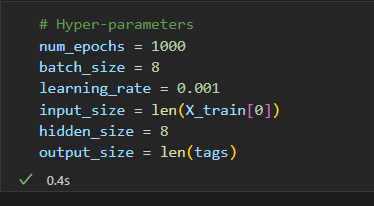 # Hyper-parameters
num_epochs = 1000
batch_size = 8
learning_rate = 0.001
input_size = len(X_train[0])
hidden_size = 8
output_size = len(tags)
0.4s